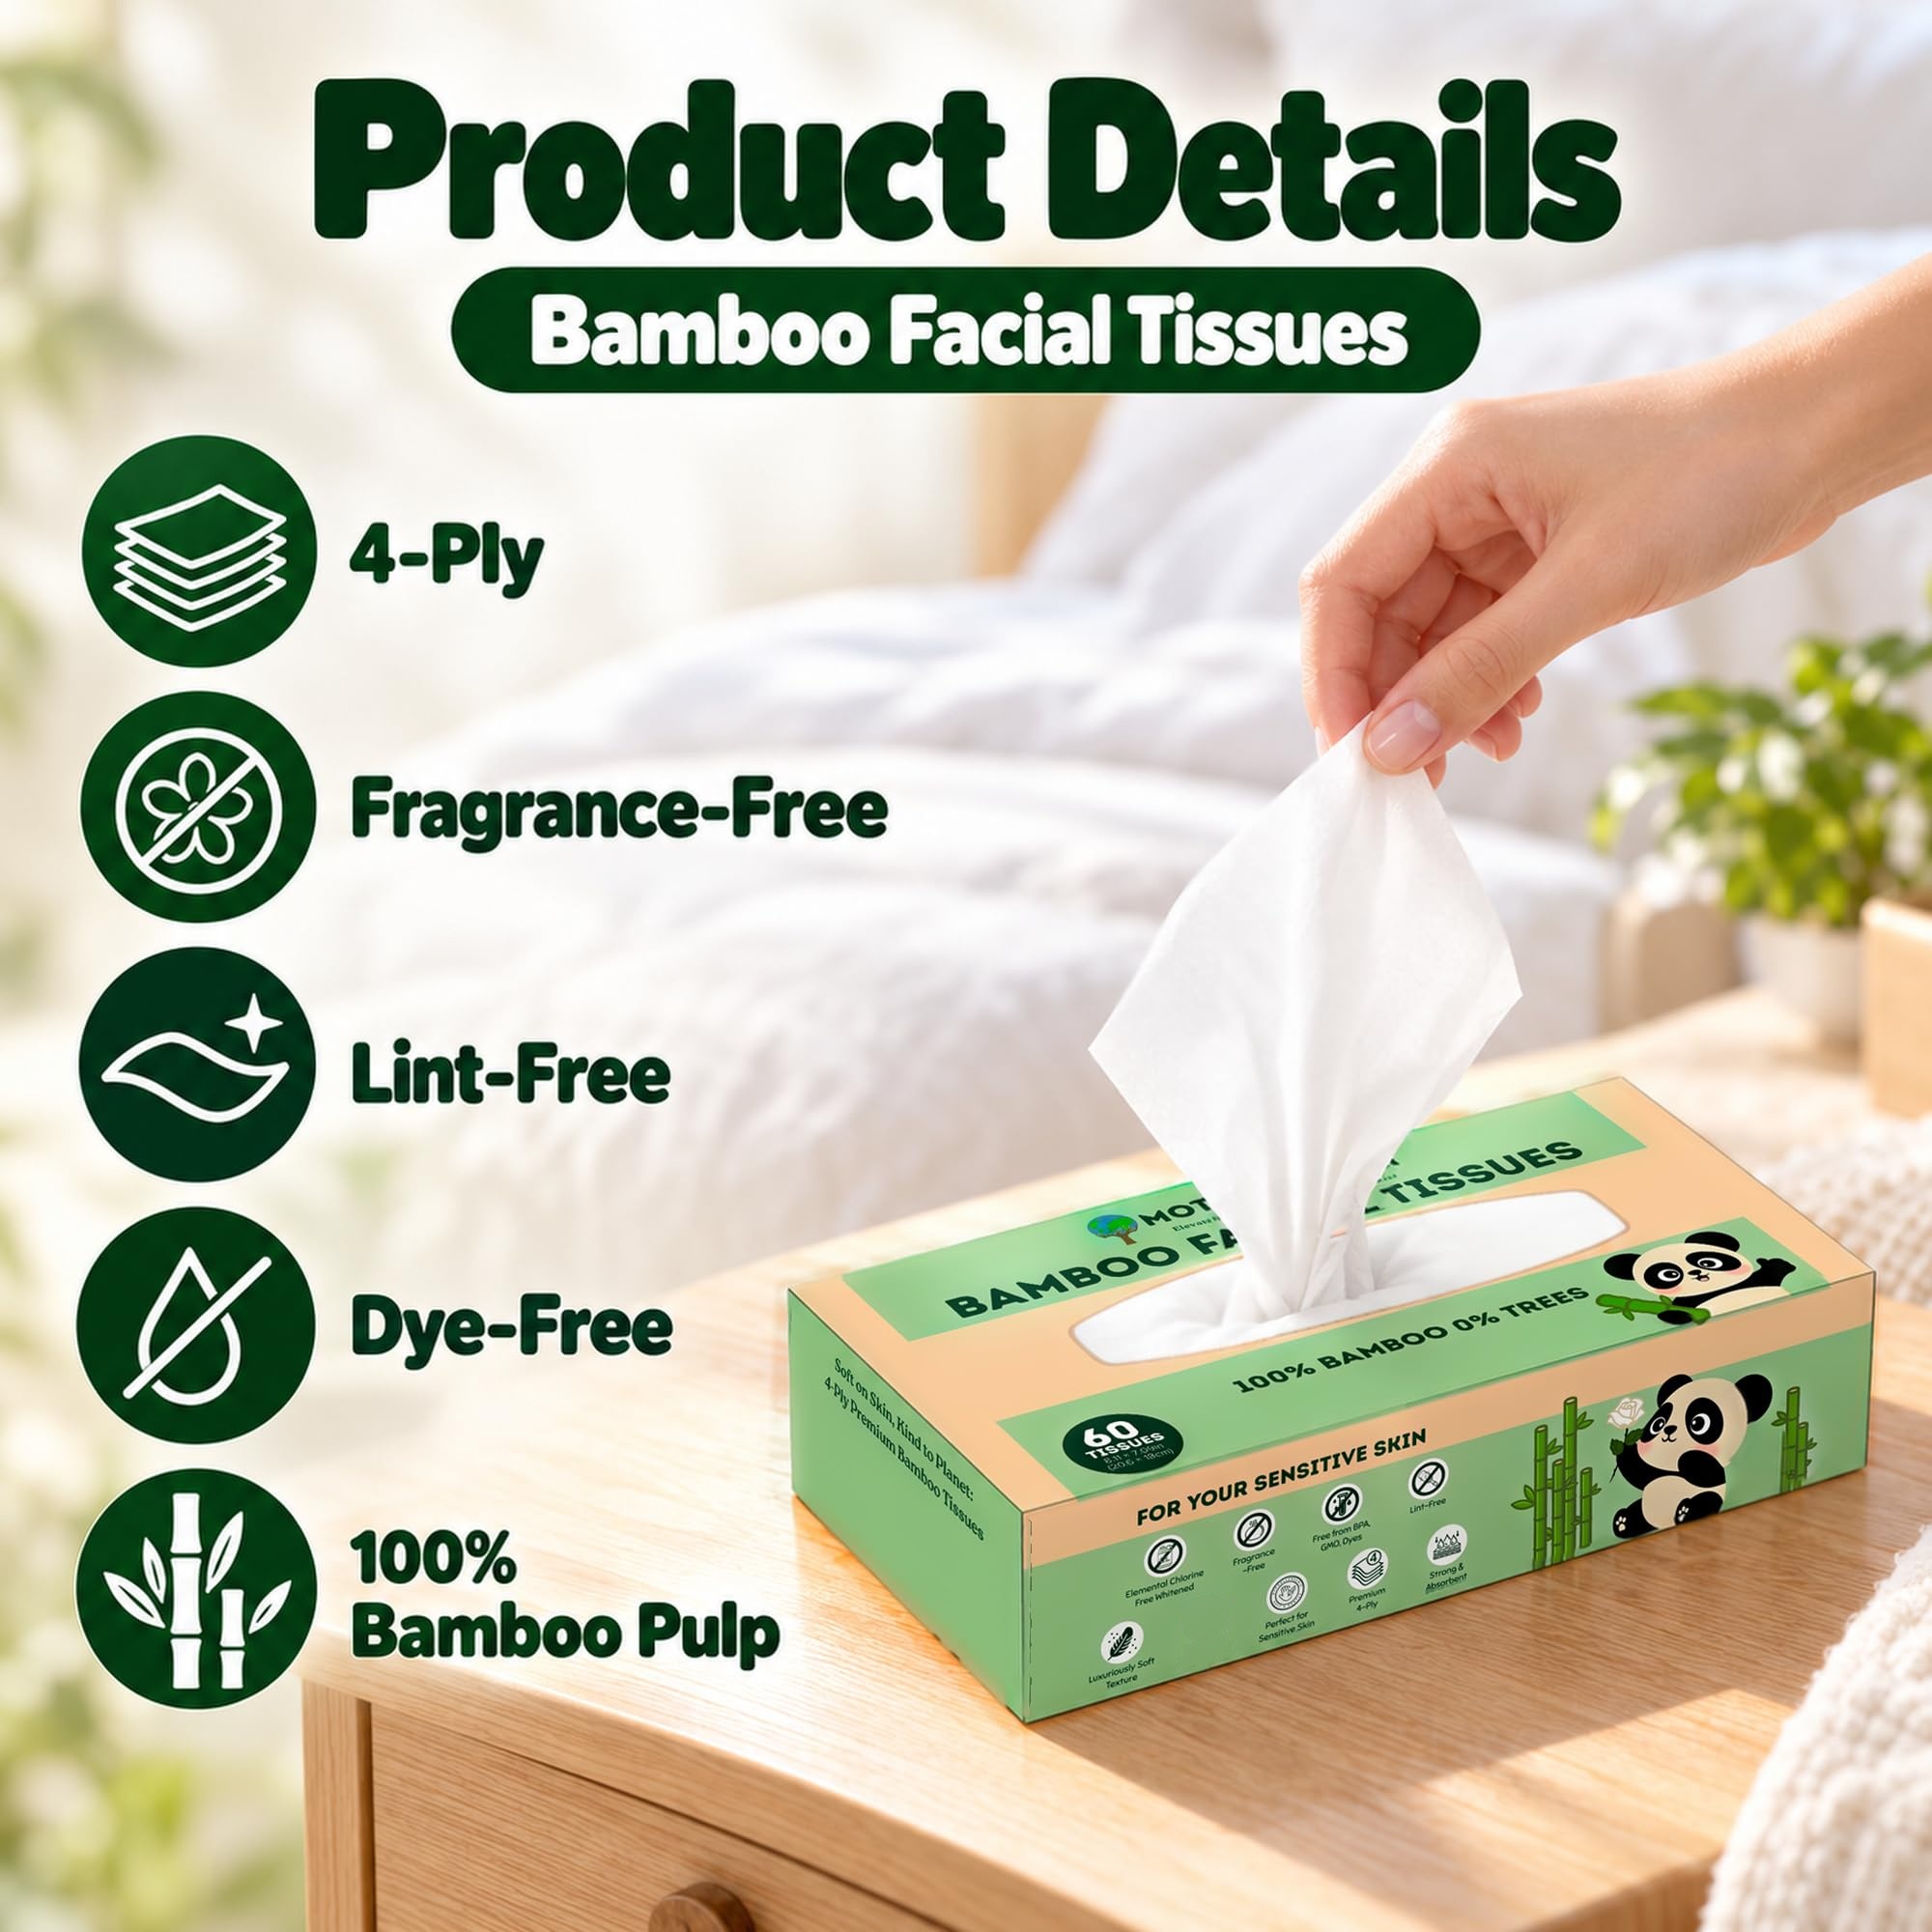 Product Details
Bamboo Facial Tissues
4-Ply
Fragrance-Free
Lint-Free
Dye-Free
100%
Bamboo Pulp
BAMBOO FA TISSUES
100% BAMBOO 0% TREES
60
TISSUES
Soft on Skin, Kind to Planet:
4-Ply Premium Bamboo Tissues
FOR YOUR SENSITIVE SKIN
Elemental Chlorine
Free Whitened
Fragrance
-Free
Free from BPA,
GMO, Dyes
Lint-Free
Luxuriously Soft
Texture
Perfect for
Sensitive Skin
4
Premium
4-Ply
Strong &
Absorbent